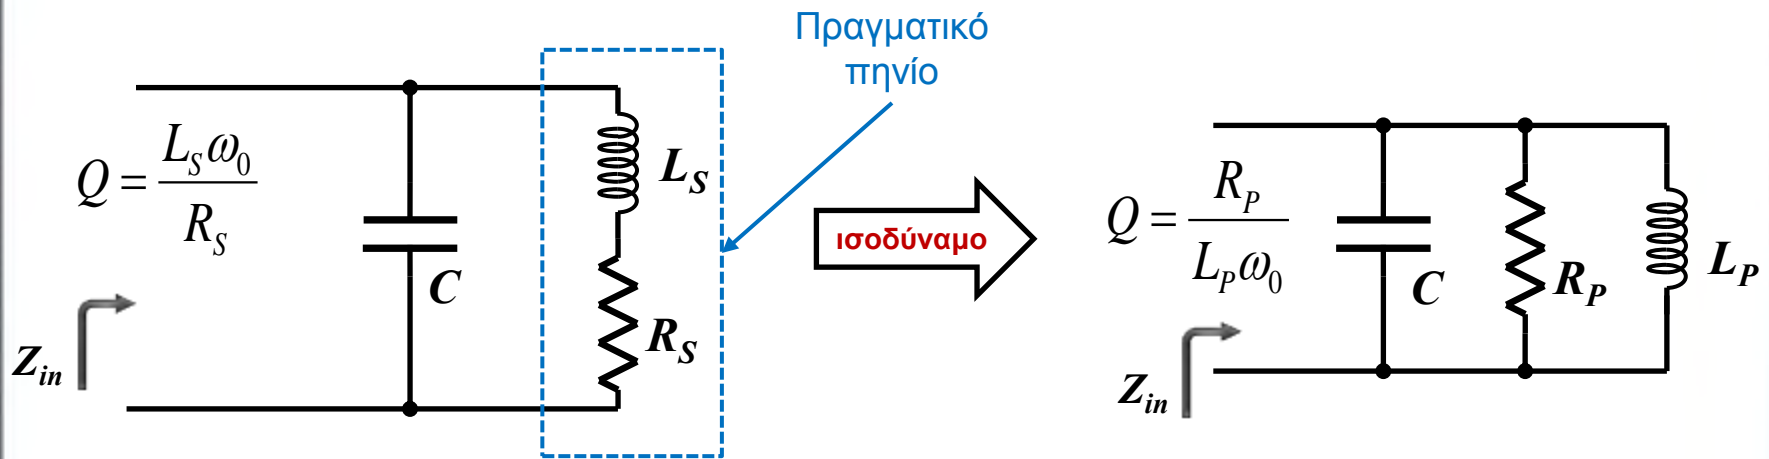 Πραγματικό
πηνίο
Q = L_S ω_0 / R_S
L_S
C
R_S
Z_in
ισοδύναμο
Q = R_P / L_P ω_0
C
R_P
L_P
Z_in